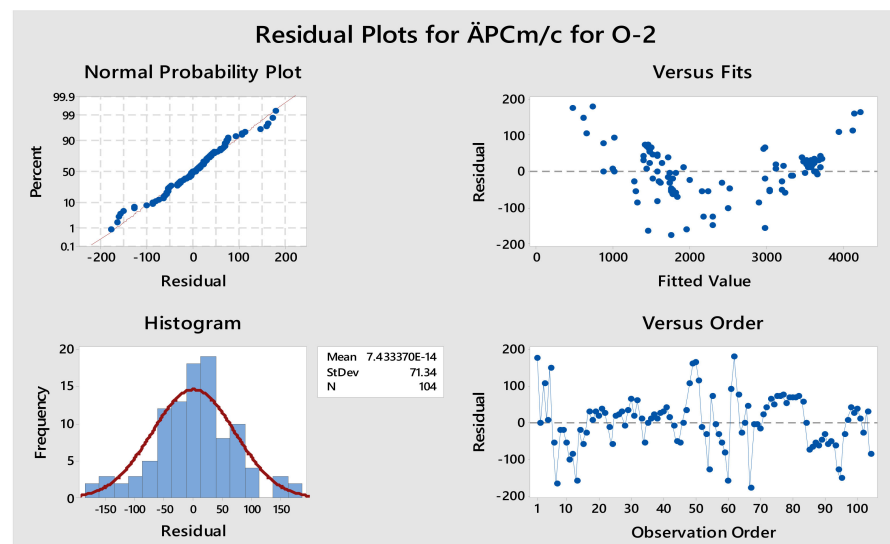 Residual Plots for ÄPCm/c for O-2
Normal Probability Plot
99.9
99
90
50
10
1
0.1
Percent
-200 -100 0 100 200
Residual
Versus Fits
200
100
0
-100
-200
Residual
0 1000 2000 3000 4000
Fitted Value
Histogram
20
15
10
5
0
Frequency
-150 -100 -50 0 50 100 150
Residual
Mean 7.433370E-14
StDev 71.34
N 104
Versus Order
200
100
0
-100
-200
Residual
1 10 20 30 40 50 60 70 80 90 100
Observation Order